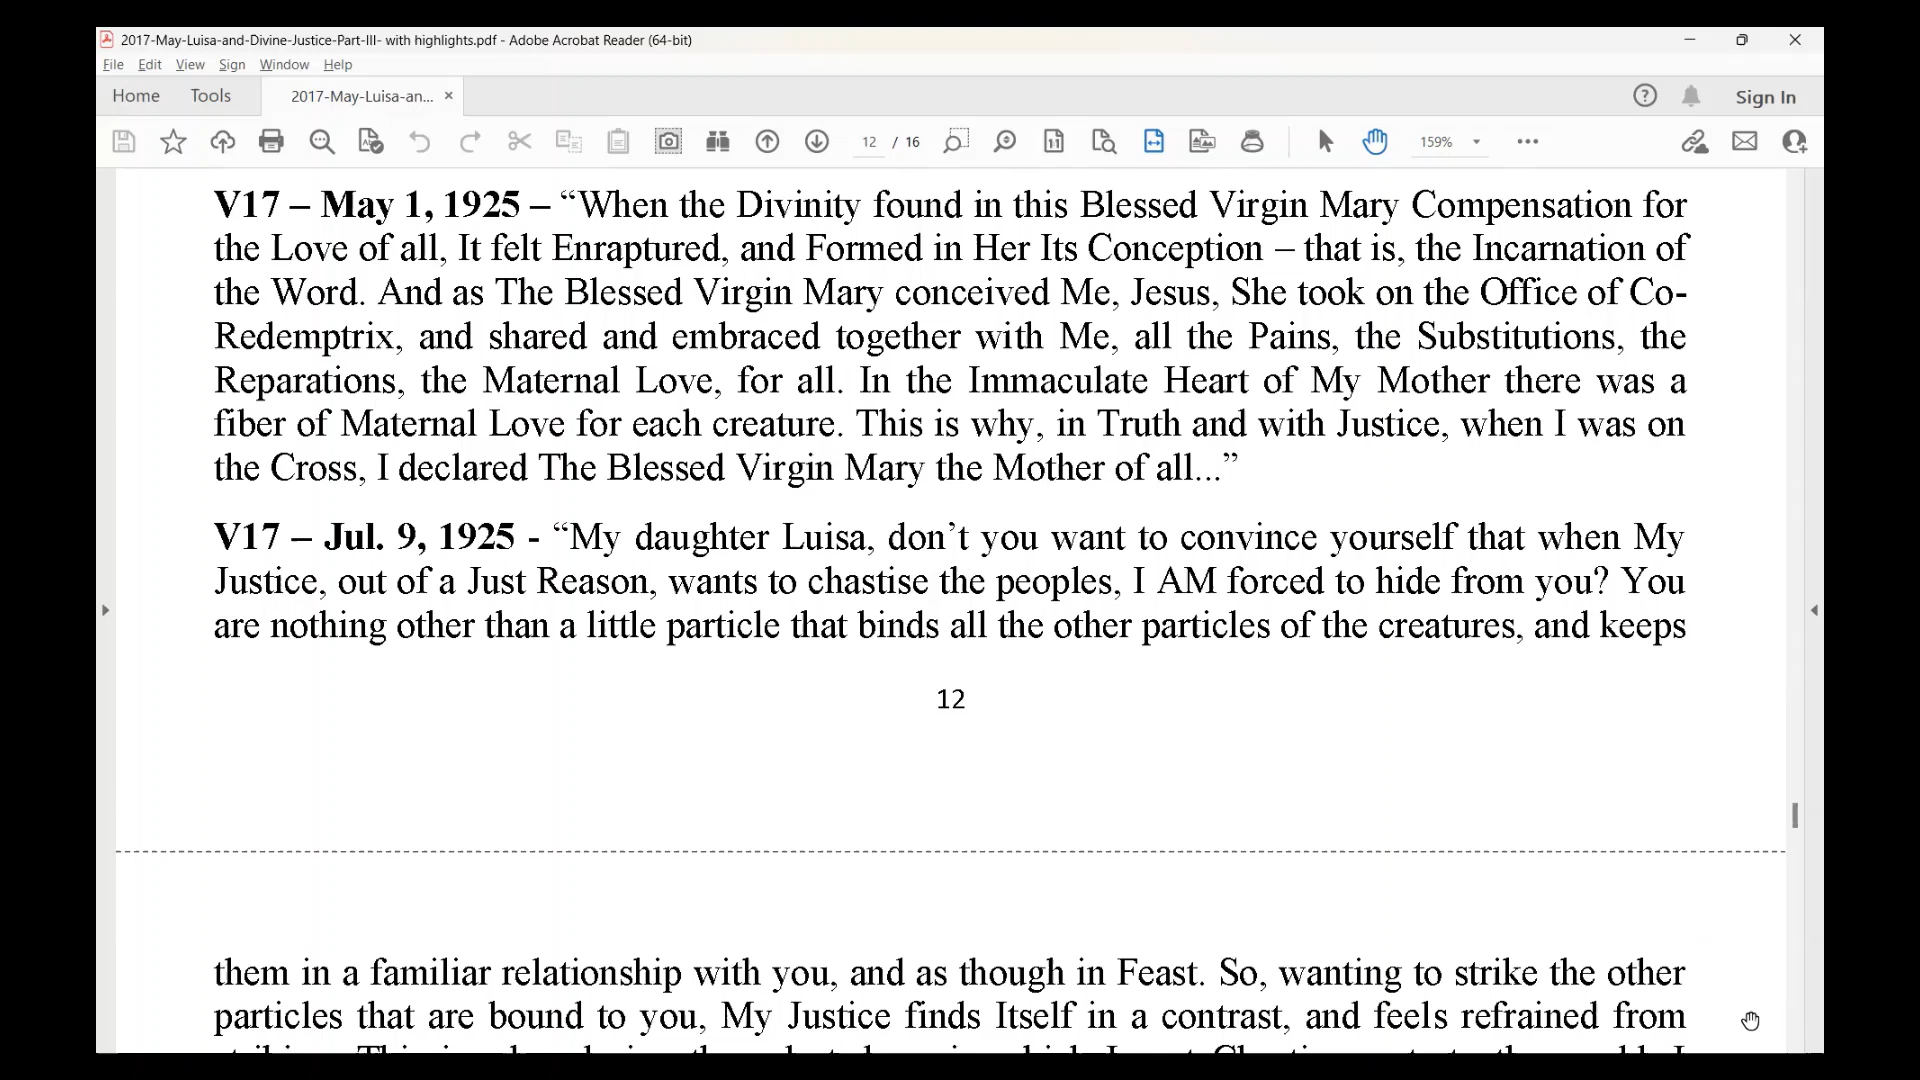 2017-May-Luisa-and-Divine-Justice-Part-III- with highlights.pdf - Adobe Acrobat Reader (64-bit)
File Edit View Sign Window Help
Home Tools 2017-May-Luisa-an... × Sign In
12 / 16 159%
V17 – May 1, 1925 – “When the Divinity found in this Blessed Virgin Mary Compensation for
the Love of all, It felt Enraptured, and Formed in Her Its Conception – that is, the Incarnation of
the Word. And as The Blessed Virgin Mary conceived Me, Jesus, She took on the Office of Co-
Redemptrix, and shared and embraced together with Me, all the Pains, the Substitutions, the
Reparations, the Maternal Love, for all. In the Immaculate Heart of My Mother there was a
fiber of Maternal Love for each creature. This is why, in Truth and with Justice, when I was on
the Cross, I declared The Blessed Virgin Mary the Mother of all...”
V17 – Jul. 9, 1925 - “My daughter Luisa, don’t you want to convince yourself that when My
Justice, out of a Just Reason, wants to chastise the peoples, I AM forced to hide from you? You
are nothing other than a little particle that binds all the other particles of the creatures, and keeps
12
them in a familiar relationship with you, and as though in Feast. So, wanting to strike the other
particles that are bound to you, My Justice finds Itself in a contrast, and feels refrained from